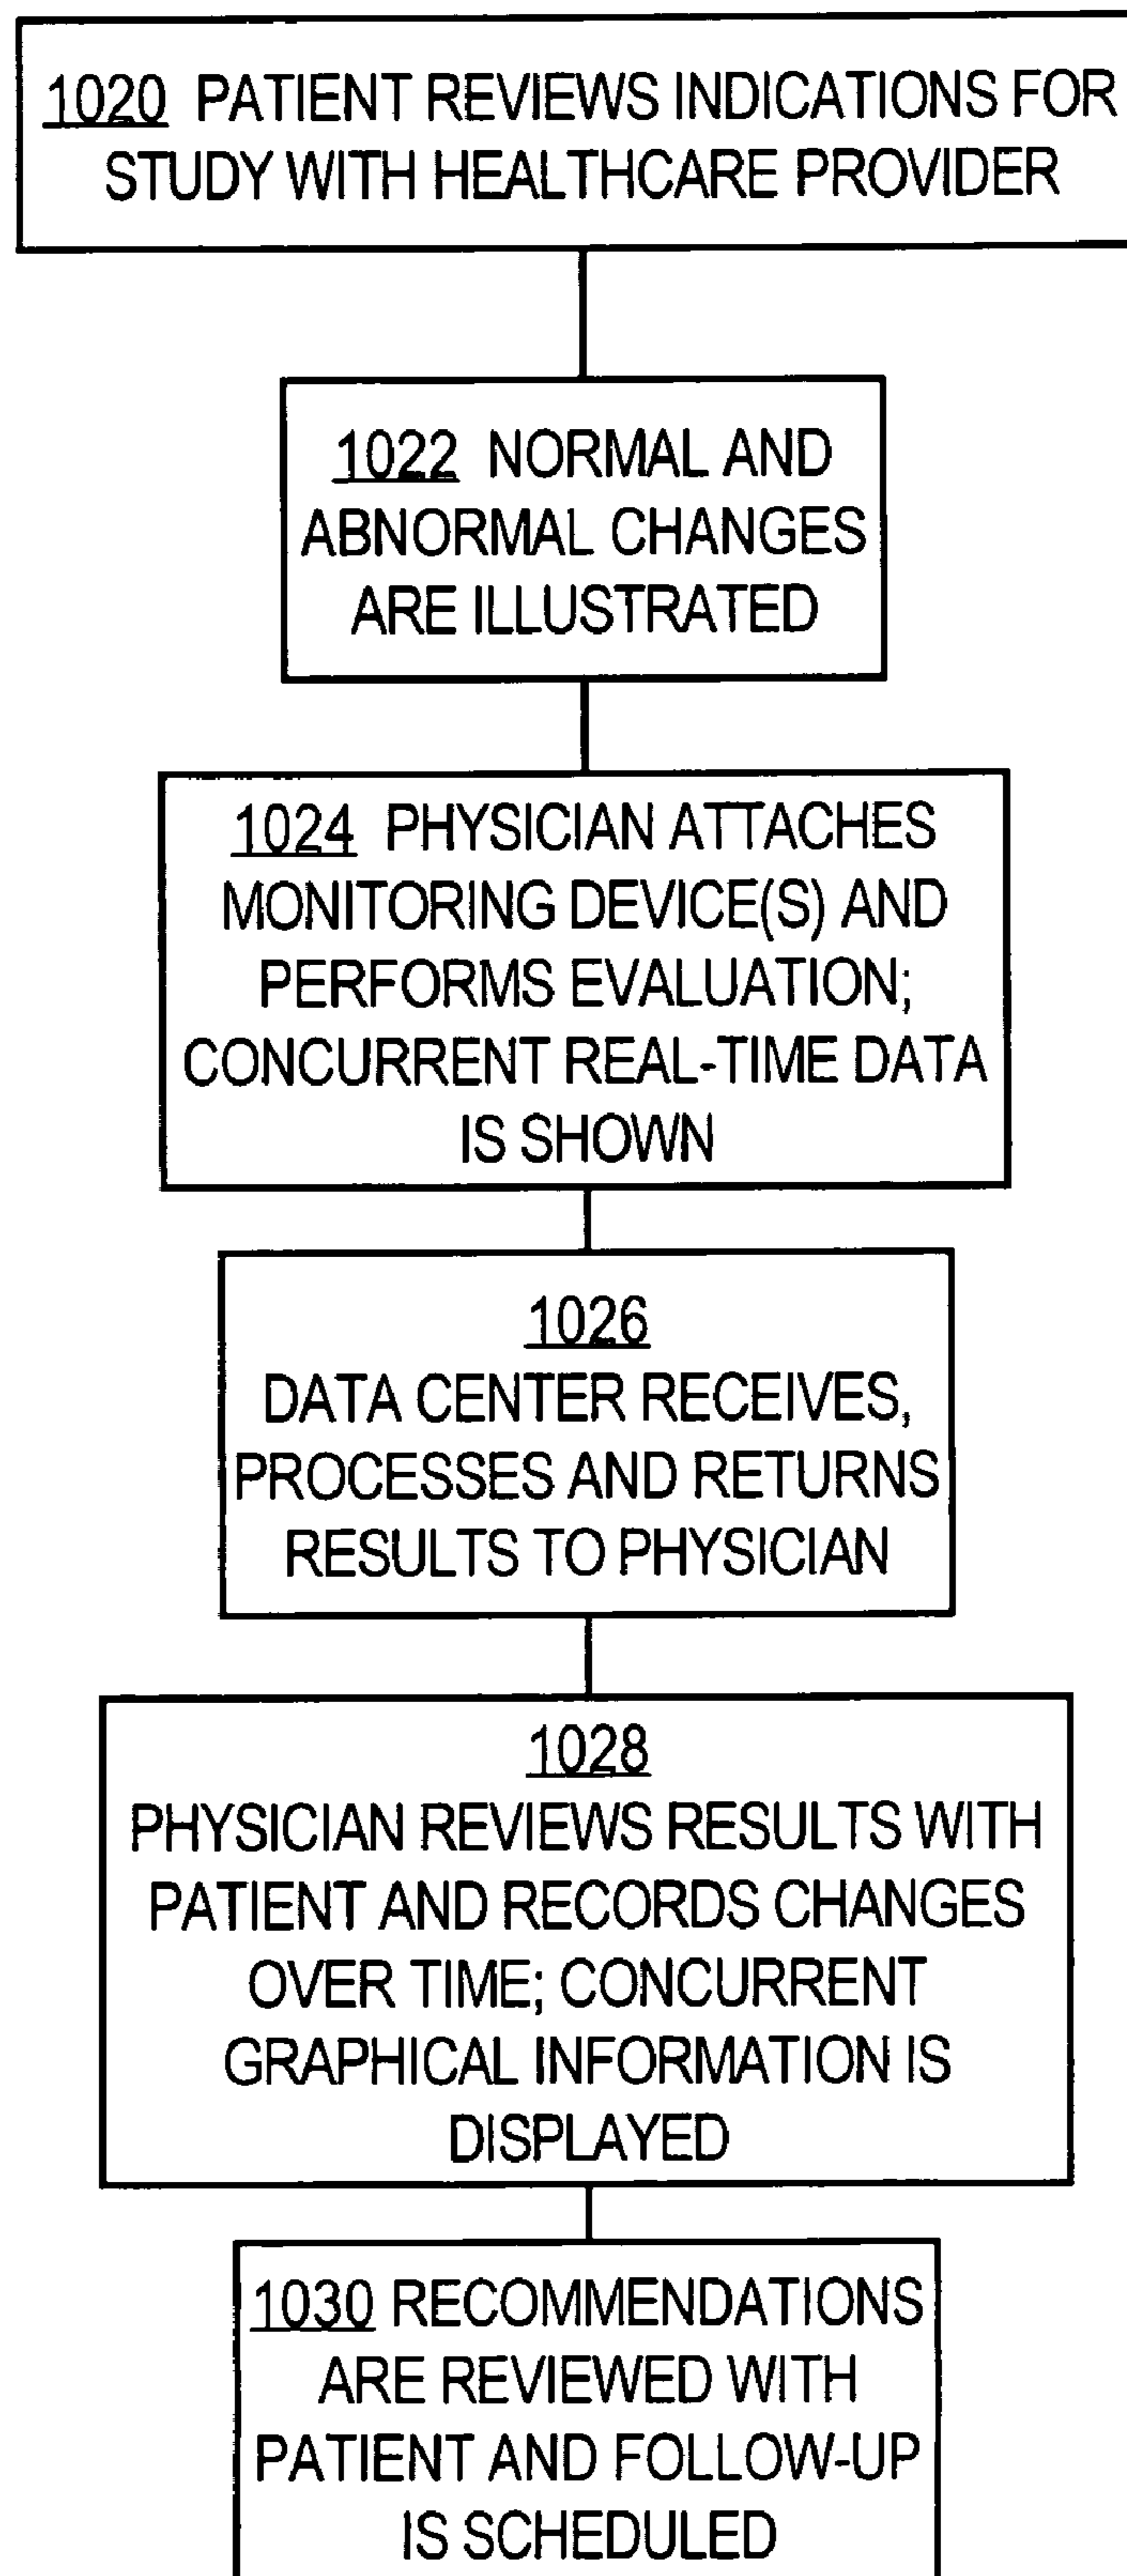 1020 PATIENT REVIEWS INDICATIONS FOR
STUDY WITH HEALTHCARE PROVIDER
1022 NORMAL AND
ABNORMAL CHANGES
ARE ILLUSTRATED
1024 PHYSICIAN ATTACHES
MONITORING DEVICE(S) AND
PERFORMS EVALUATION;
CONCURRENT REAL-TIME DATA
IS SHOWN
1026
DATA CENTER RECEIVES,
PROCESSES AND RETURNS
RESULTS TO PHYSICIAN
1028
PHYSICIAN REVIEWS RESULTS WITH
PATIENT AND RECORDS CHANGES
OVER TIME; CONCURRENT
GRAPHICAL INFORMATION IS
DISPLAYED
1030 RECOMMENDATIONS
ARE REVIEWED WITH
PATIENT AND FOLLOW-UP
IS SCHEDULED